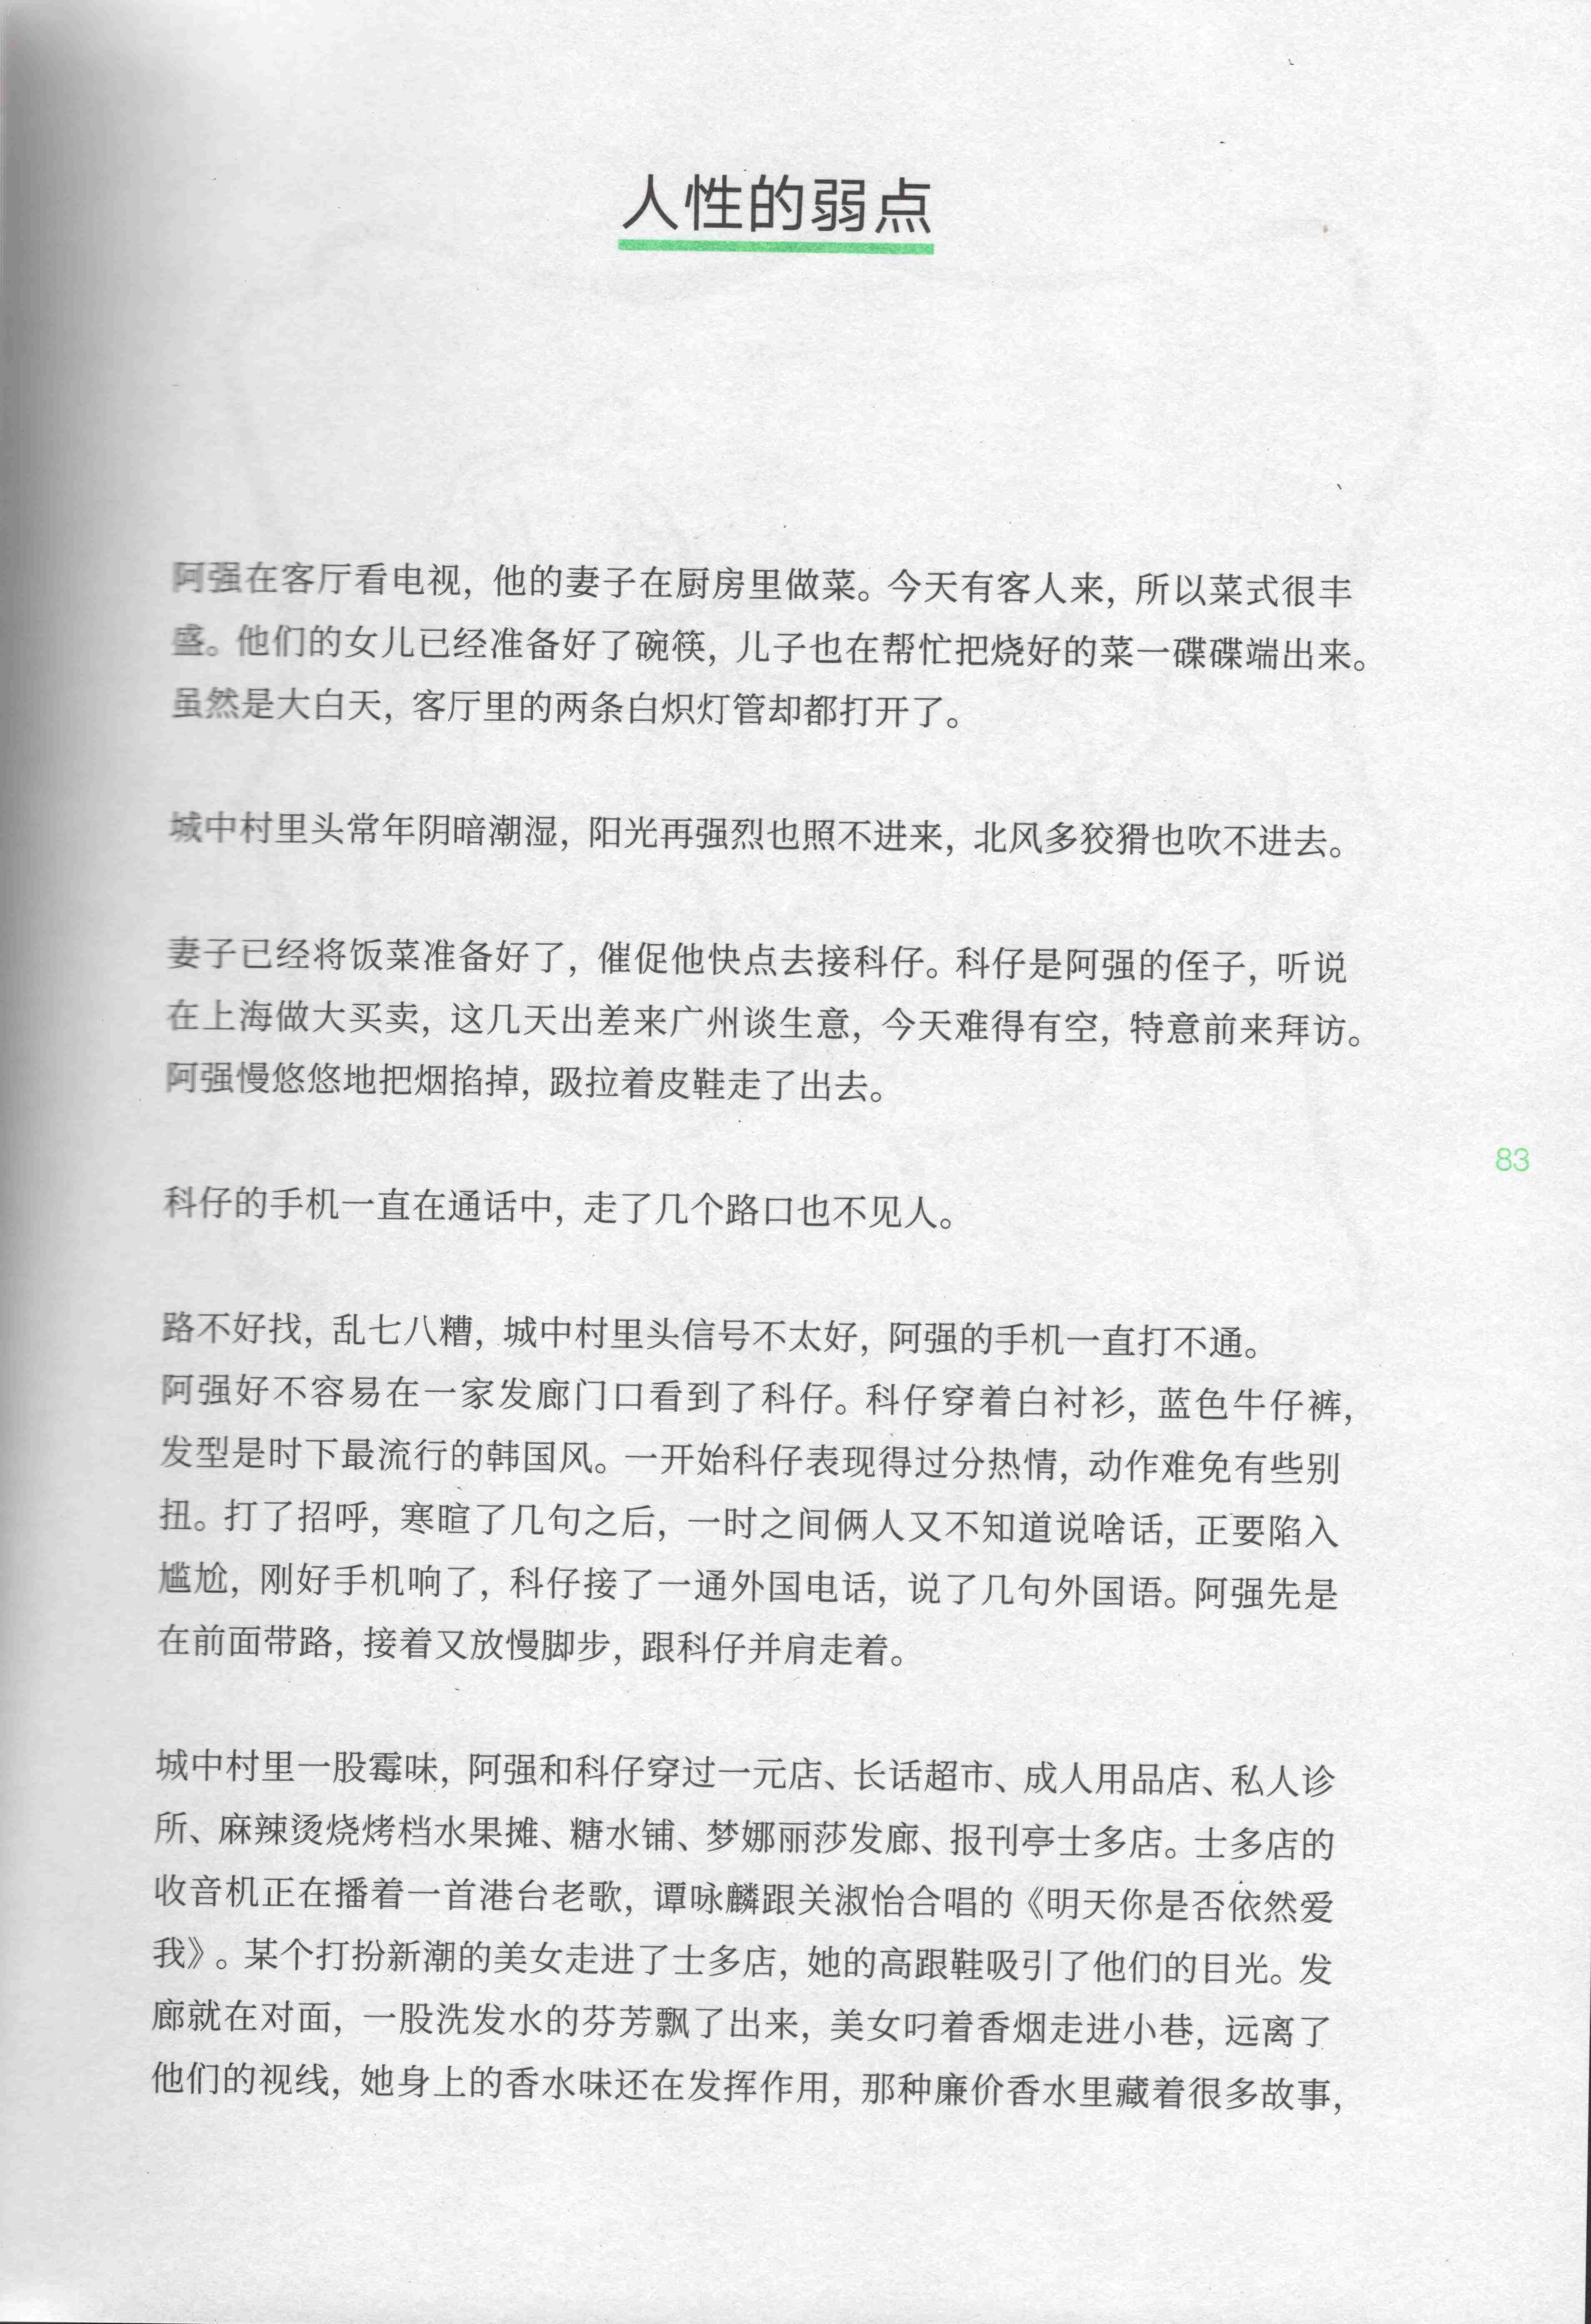 人性的弱点
阿强在客厅看电视，他的妻子在厨房里做菜。今天有客人来，所以菜式很丰
盛。他们的女儿已经准备好了碗筷，儿子也在帮忙把烧好的菜一碟碟端出来。
虽然是大白天，客厅里的两条白炽灯管却都打开了。
城中村里头常年阴暗潮湿，阳光再强烈也照不进来，北风多狡猾也吹不进去。
妻子已经将饭菜准备好了，催促他快点去接科仔。科仔是阿强的侄子，听说
在上海做大买卖，这几天出差来广州谈生意，今天难得有空，特意前来拜访。
阿强慢悠悠地把烟掐掉，趿拉着皮鞋走了出去。
科仔的手机一直在通话中，走了几个路口也不见人。
83
路不好找，乱七八糟，城中村里头信号不太好，阿强的手机一直打不通。
阿强好不容易在一家发廊门口看到了科仔。科仔穿着白衬衫，蓝色牛仔裤，
发型是时下最流行的韩国风。一开始科仔表现得过分热情，动作难免有些别
扭。打了招呼，寒暄了几句之后，一时之间俩人又不知道说啥话，正要陷入
尴尬，刚好手机响了，科仔接了一通外国电话，说了几句外国语。阿强先是
在前面带路，接着又放慢脚步，跟科仔并肩走着。
城中村里一股霉味，阿强和科仔穿过一元店、长话超市、成人用品店、私人诊
所、麻辣烫烧烤档水果摊、糖水铺、梦娜丽莎发廊、报刊亭士多店。士多店的
收音机正在播着一首港台老歌，谭咏麟跟关淑怡合唱的《明天你是否依然爱
我》。某个打扮新潮的美女走进了士多店，她的高跟鞋吸引了他们的目光。发
廊就在对面，一股洗发水的芬芳飘了出来，美女叼着香烟走进小巷，远离了
他们的视线，她身上的香水味还在发挥作用，那种廉价香水里藏着很多故事，